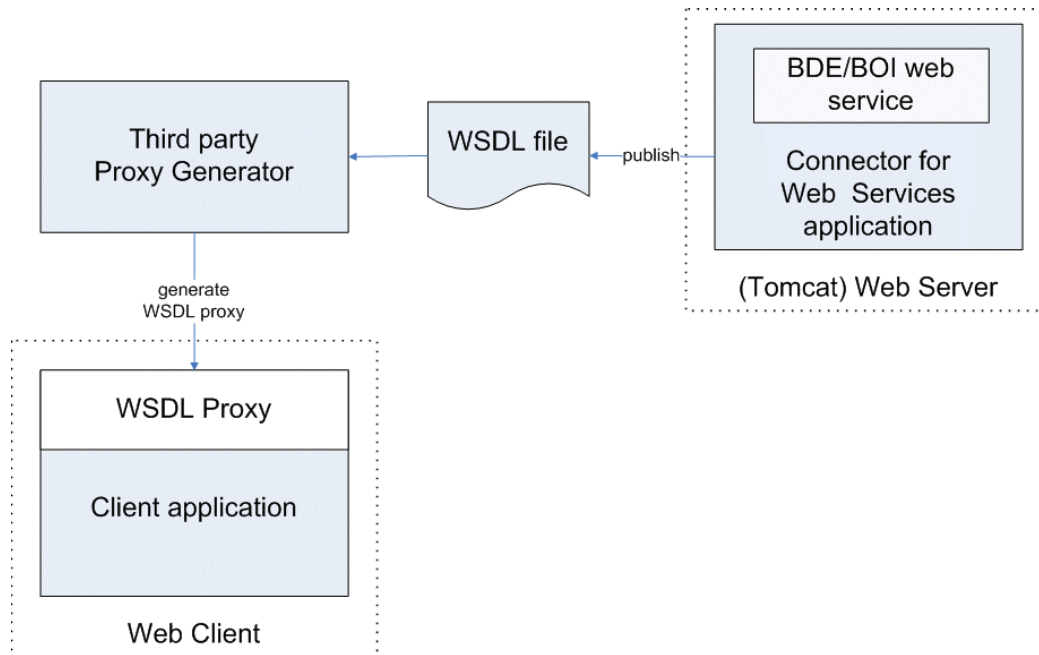 BDE/BOI web
service
Connector for
Web Services
application
(Tomcat) Web Server
publish
WSDL file
Third party
Proxy Generator
generate
WSDL proxy
WSDL Proxy
Client application
Web Client